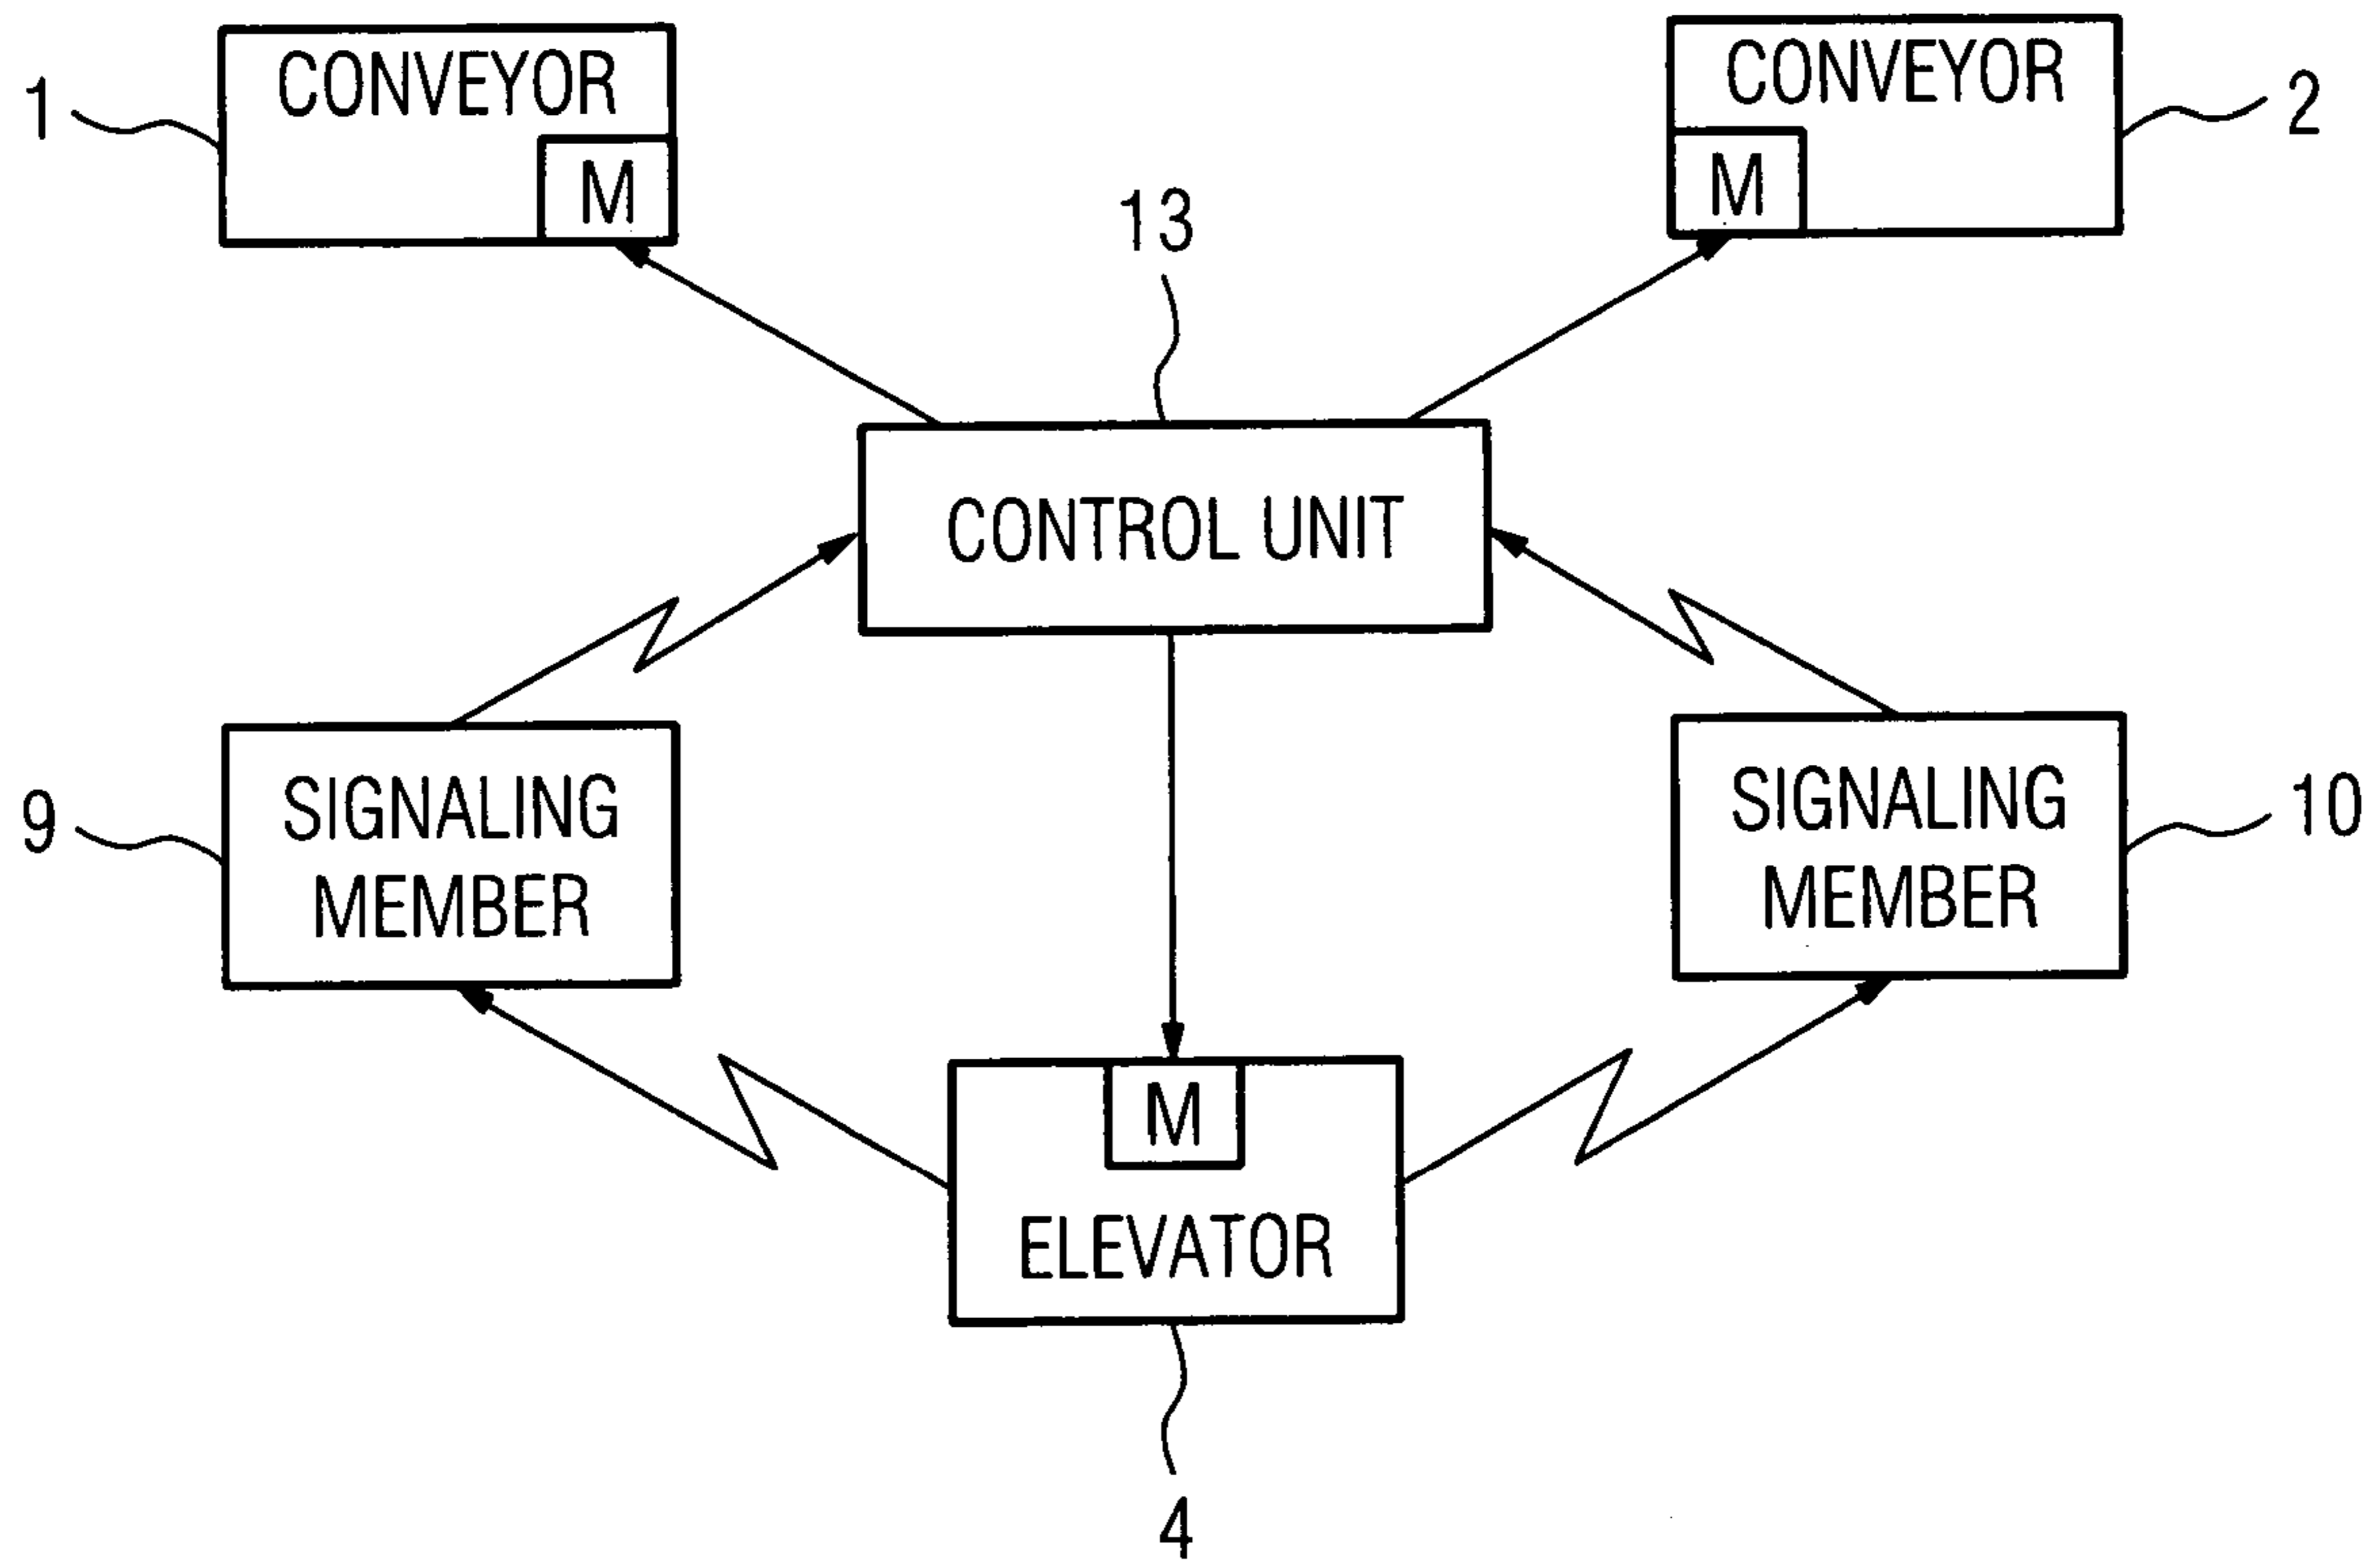 CONVEYOR
CONVEYOR
1
2
M
M
13
CONTROL UNIT
SIGNALING
MEMBER
SIGNALING
MEMBER
9
10
M
ELEVATOR
4